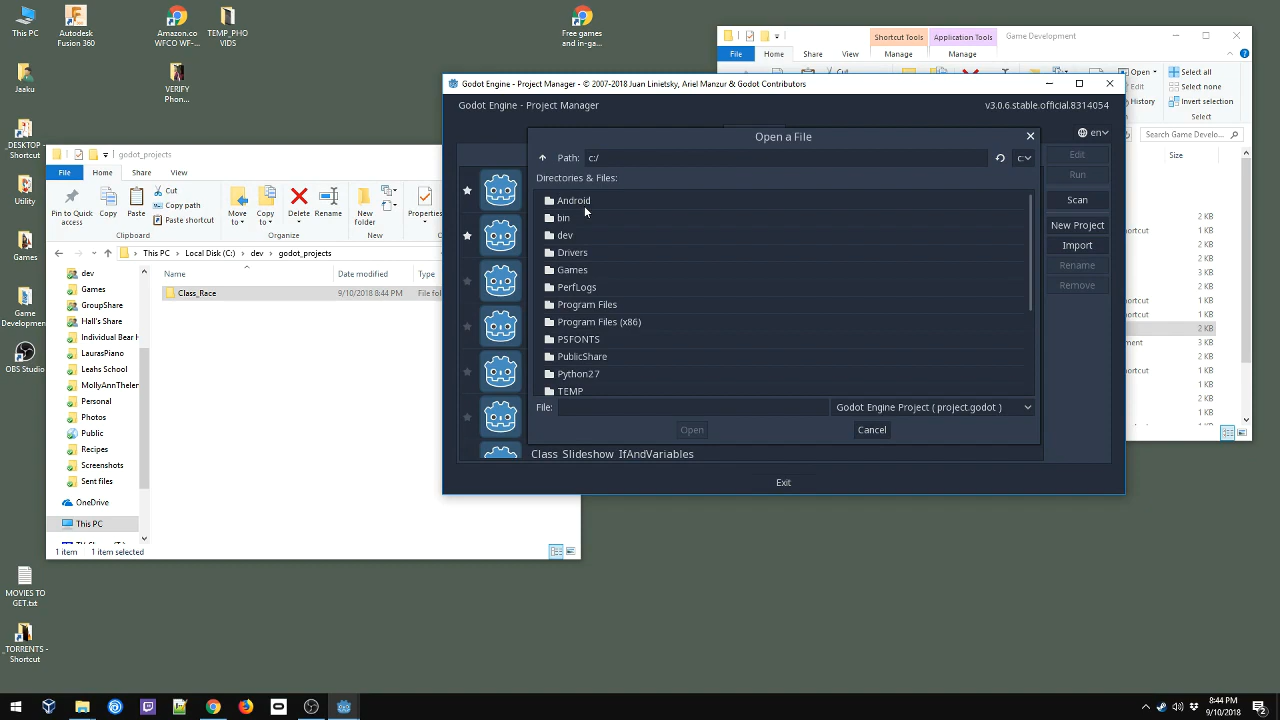 This PC
Autodesk
Fusion 360
Amazon.co
WFCO WF-...
TEMP_PHO
VIDS
Free games
and in-ga...
Jaaku
VERIFY
Phon...
_DESKTOP -
Shortcut
Utility
Games
Game
Developmen...
OBS Studio
MOVIES TO
GET.txt
_TORRENTS -
Shortcut
godot_projects
File
Home
Share
View
Pin to Quick
access
Copy
Paste
Cut
Copy path
Paste shortcut
Clipboard
Move
to
Copy
to
Delete
Rename
Organize
New
folder
New
Properties
This PC
Local Disk (C:)
dev
godot_projects
Name
Date modified
Type
Class_Race
9/10/2018 8:44 PM
File fol
dev
Games
GroupShare
Hall's Share
Individual Bear H
LaurasPiano
Leahs School
MollyAnnThelen
Personal
Photos
Public
Recipes
Screenshots
Sent files
OneDrive
This PC
1 item
1 item selected
Shortcut Tools
Application Tools
Game Development
File
Home
Share
View
Manage
Manage
Cut
Open
Edit
History
Select all
Select none
Invert selection
Select
Search Game Develo...
Size
2 KB
2 KB
2 KB
2 KB
2 KB
2 KB
1 KB
2 KB
2 KB
3 KB
2 KB
2 KB
2 KB
Godot Engine - Project Manager - © 2007-2018 Juan Linietsky, Ariel Manzur & Godot Contributors
Godot Engine - Project Manager
v3.0.6.stable.official.8314054
en
Edit
Run
Scan
New Project
Import
Rename
Remove
Open a File
Path:
c:/
c:
Directories & Files:
Android
bin
dev
Drivers
Games
PerfLogs
Program Files
Program Files (x86)
PSFONTS
PublicShare
Python27
TEMP
File:
Godot Engine Project ( project.godot )
Open
Cancel
Class_Slideshow_IfAndVariables
Exit
8:44 PM
9/10/2018
2